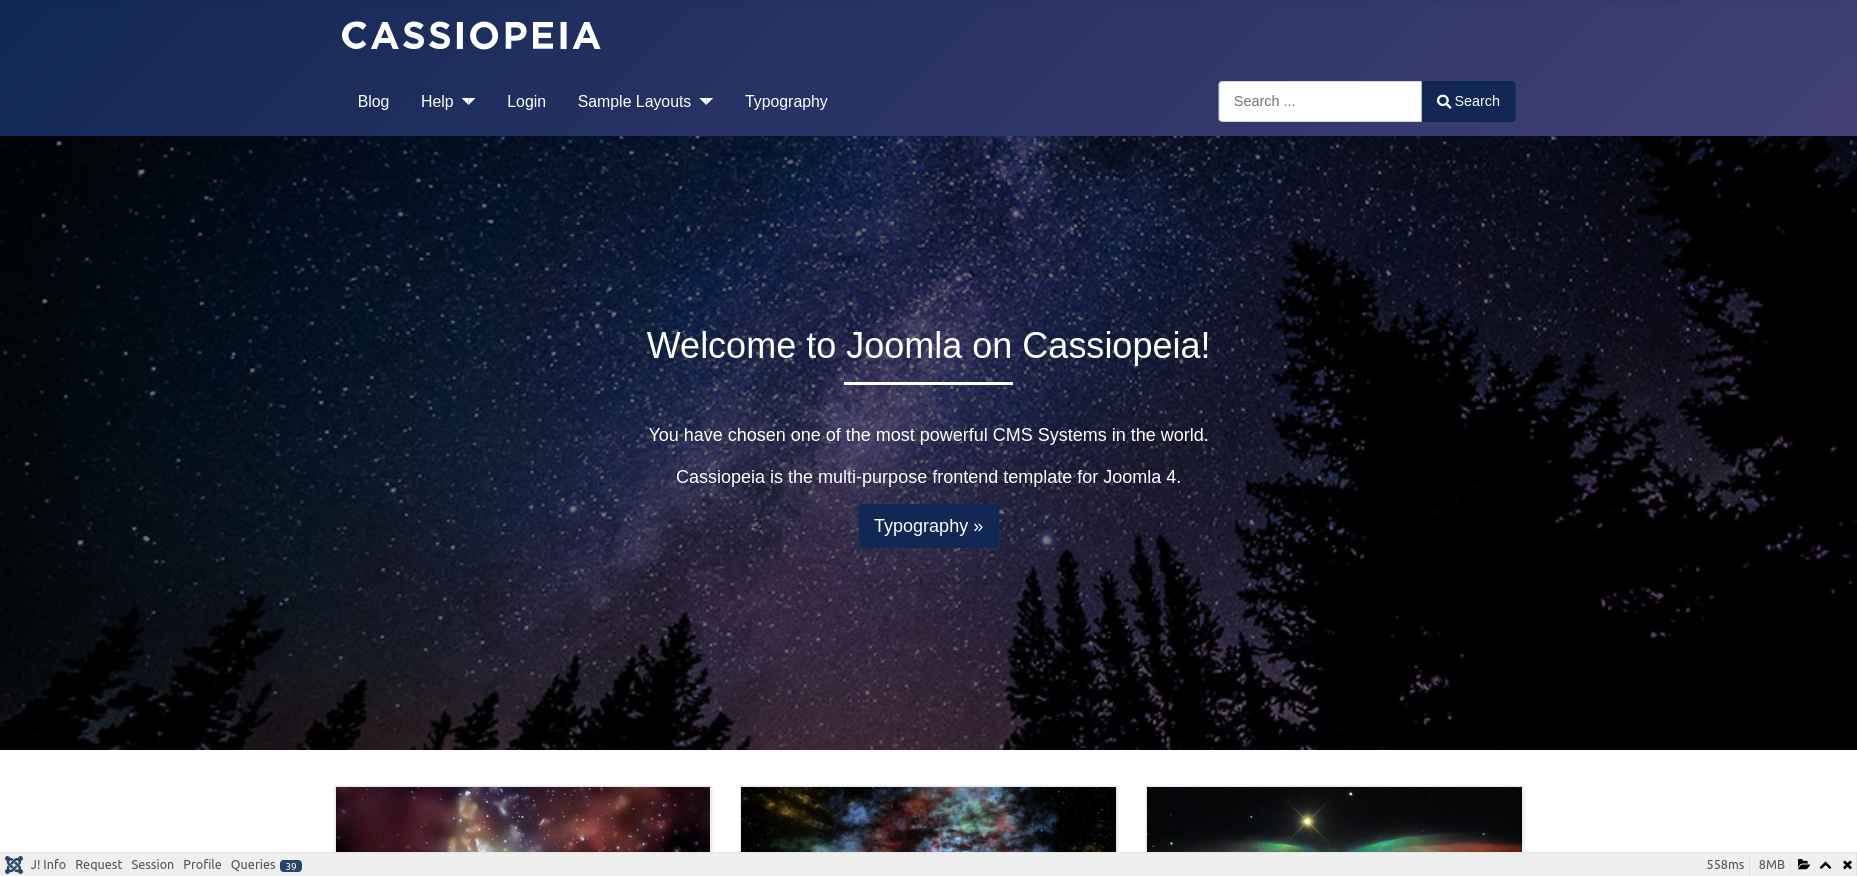 CASSIOPEIA
Blog Help Login Sample Layouts Typography Search ... Search
Welcome to Joomla on Cassiopeia!
You have chosen one of the most powerful CMS Systems in the world.
Cassiopeia is the multi-purpose frontend template for Joomla 4.
Typography »
J! Info Request Session Profile Queries 39 558ms 8MB